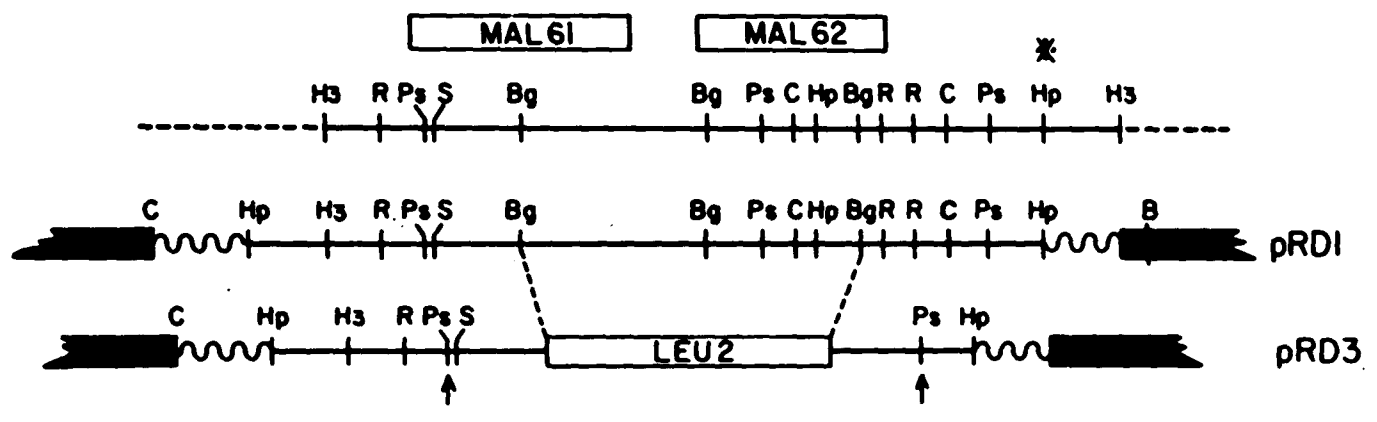 MAL61 MAL62
H3 R Ps S Bg Bg Ps C Hp Bg R R C Ps Hp H3
C Hp H3 R Ps S Bg Bg Ps C Hp Bg R R C Ps Hp B pRD1
C Hp H3 R Ps S LEU2 Ps Hp pRD3